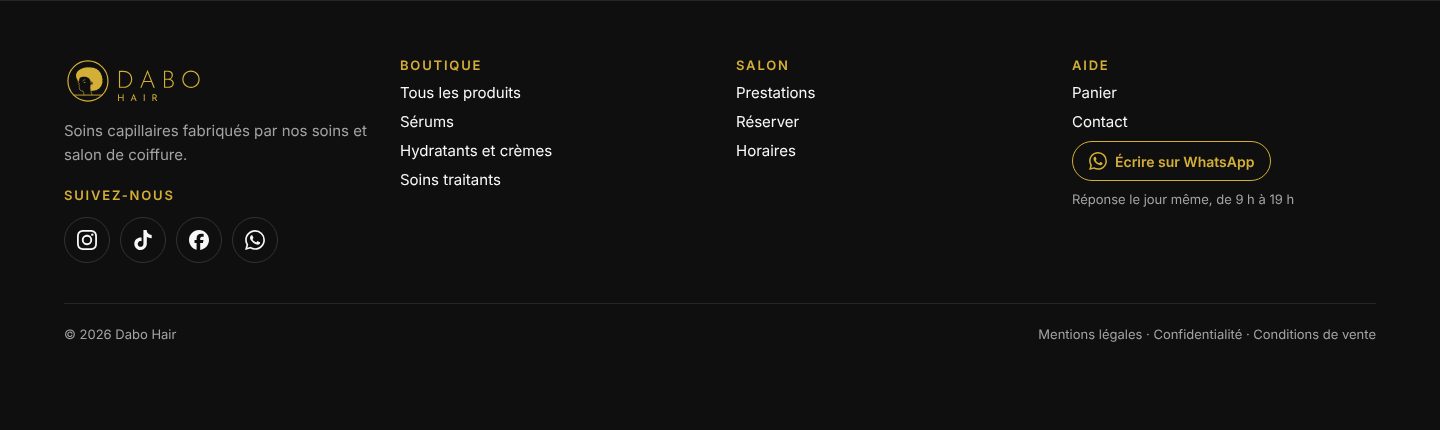 DABO
HAIR
Soins capillaires fabriqués par nos soins et
salon de coiffure.
SUIVEZ-NOUS
BOUTIQUE
Tous les produits
Sérums
Hydratants et crèmes
Soins traitants
SALON
Prestations
Réserver
Horaires
AIDE
Panier
Contact
Écrire sur WhatsApp
Réponse le jour même, de 9 h à 19 h
© 2026 Dabo Hair
Mentions légales · Confidentialité · Conditions de vente